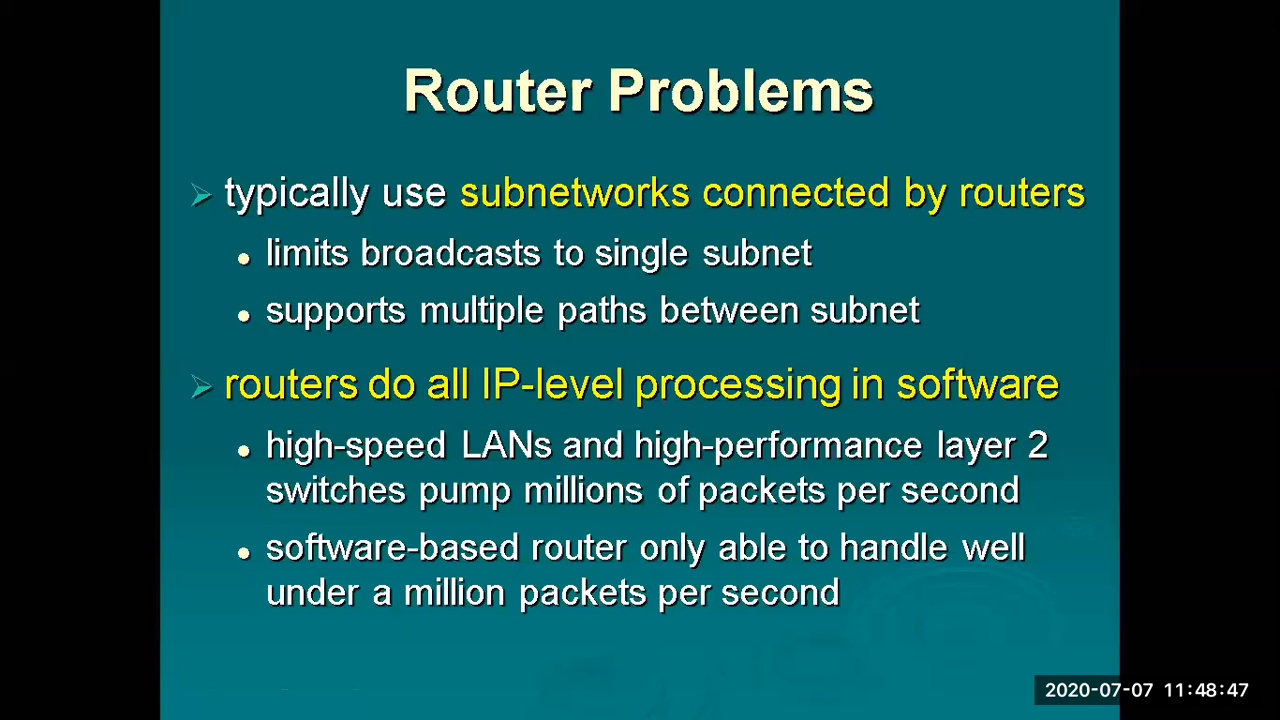 Router Problems
typically use subnetworks connected by routers
limits broadcasts to single subnet
supports multiple paths between subnet
routers do all IP-level processing in software
high-speed LANs and high-performance layer 2
switches pump millions of packets per second
software-based router only able to handle well
under a million packets per second
2020-07-07 11:48:47